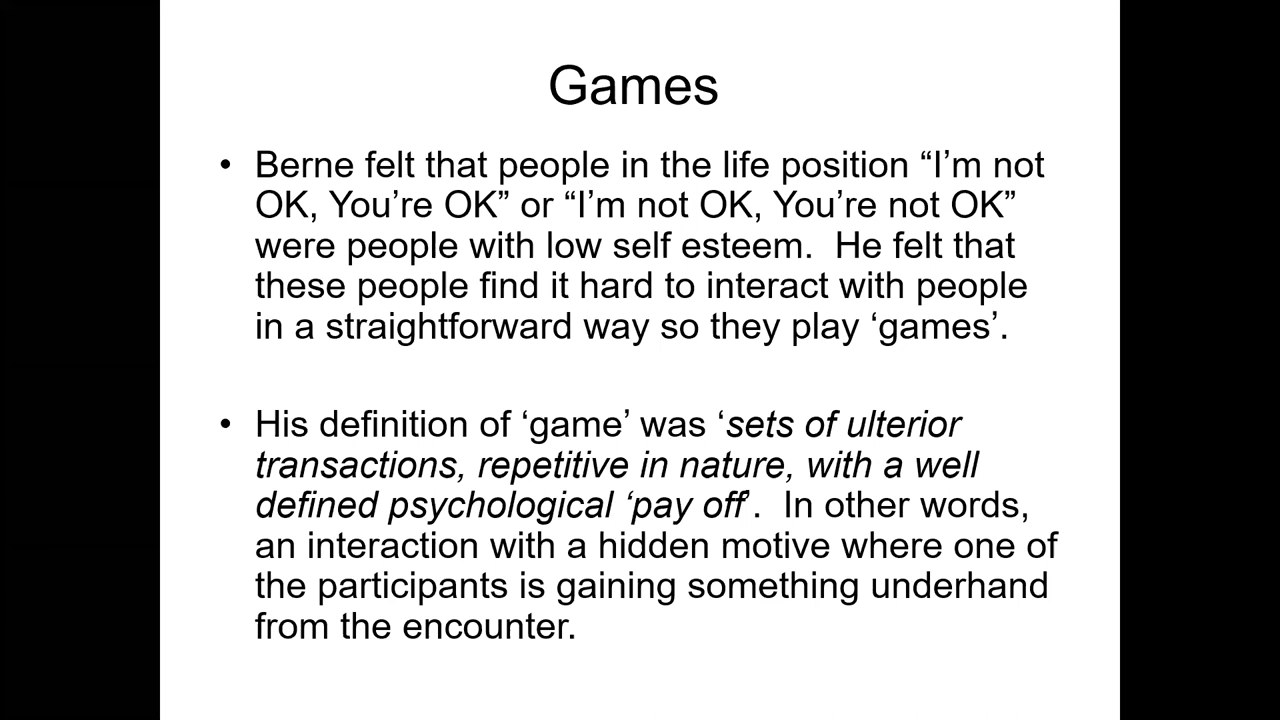 Games
• Berne felt that people in the life position “I’m not
OK, You’re OK” or “I’m not OK, You’re not OK”
were people with low self esteem.  He felt that
these people find it hard to interact with people
in a straightforward way so they play ‘games’.
• His definition of ‘game’ was ‘sets of ulterior
transactions, repetitive in nature, with a well
defined psychological ‘pay off’.  In other words,
an interaction with a hidden motive where one of
the participants is gaining something underhand
from the encounter.